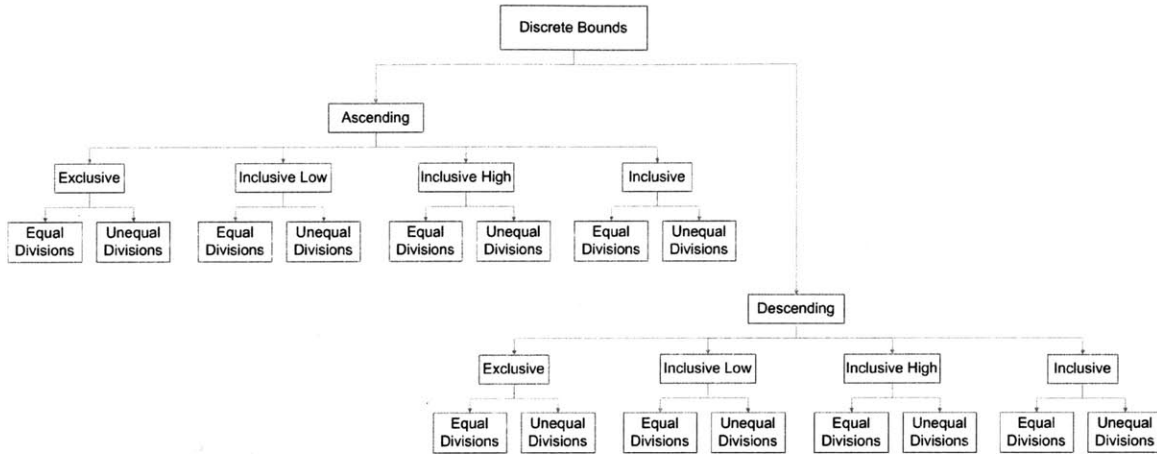 Discrete Bounds
Ascending
Exclusive
Inclusive Low
Inclusive High
Inclusive
Equal
Divisions
Unequal
Divisions
Equal
Divisions
Unequal
Divisions
Equal
Divisions
Unequal
Divisions
Equal
Divisions
Unequal
Divisions
Descending
Exclusive
Inclusive Low
Inclusive High
Inclusive
Equal
Divisions
Unequal
Divisions
Equal
Divisions
Unequal
Divisions
Equal
Divisions
Unequal
Divisions
Equal
Divisions
Unequal
Divisions